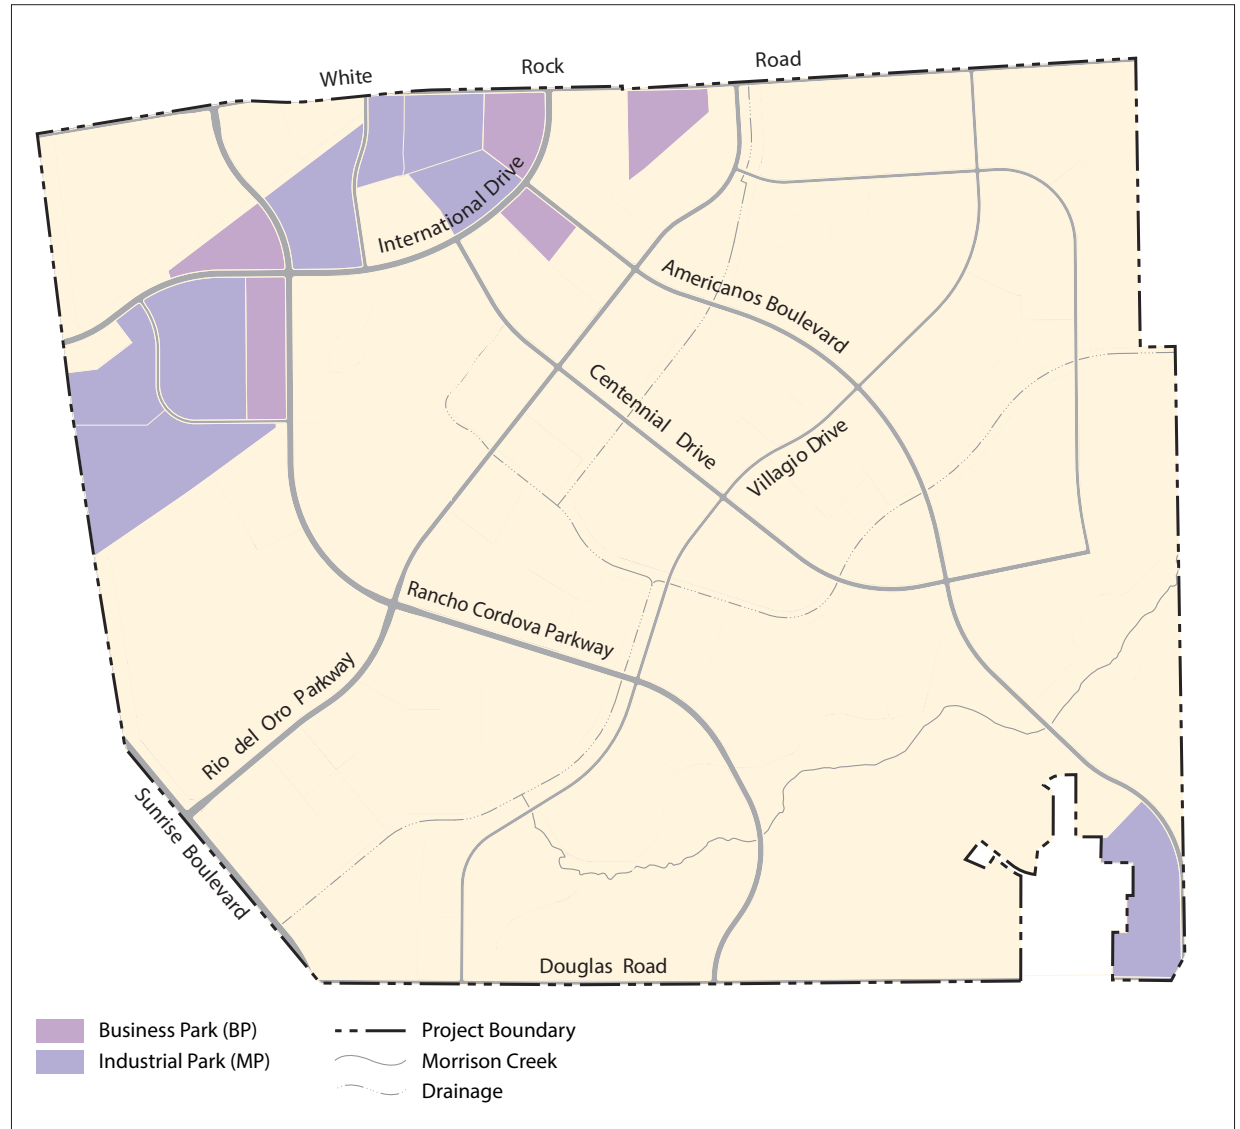 White Rock Road
International Drive
Americanos Boulevard
Centennial Drive
Villagio Drive
Rancho Cordova Parkway
Rio del Oro Parkway
Sunrise Boulevard
Douglas Road
Business Park (BP)
Industrial Park (MP)
Project Boundary
Morrison Creek
Drainage